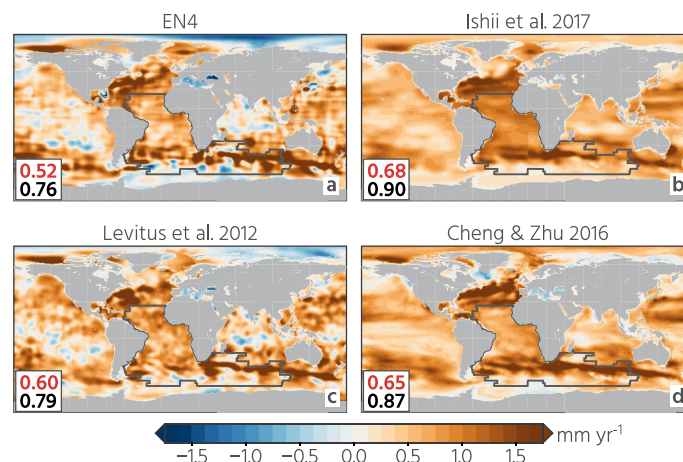 EN4
Ishii et al. 2017
0.52
0.76
a
0.68
0.90
b
Levitus et al. 2012
Cheng & Zhu 2016
0.60
0.79
c
0.65
0.87
d
mm yr⁻¹
−1.5 −1.0 −0.5 0.0 0.5 1.0 1.5